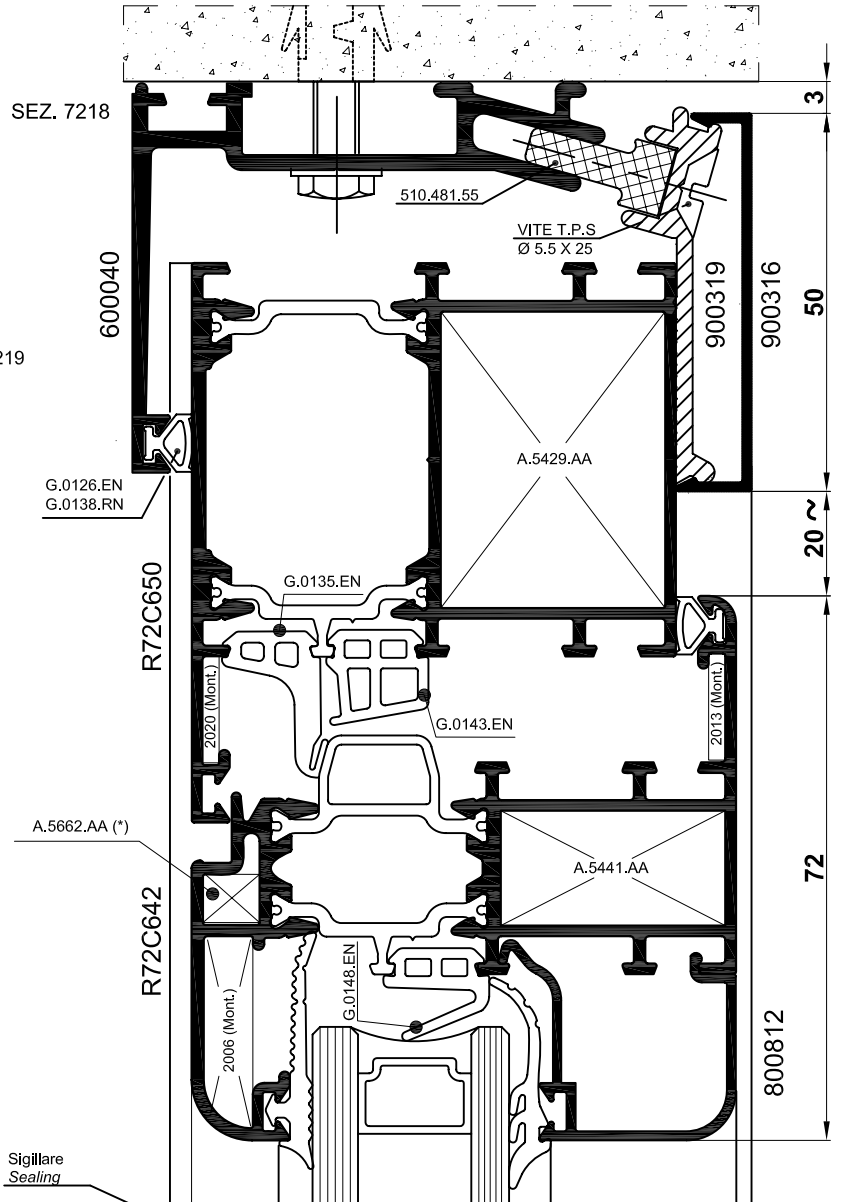 SEZ. 7218
3
510.481.55
VITE T.P.S
Ø 5.5 X 25
600040
900319
900316
50
219
A.5429.AA
G.0126.EN
G.0138.RN
20 ~
G.0135.EN
R72C650
2020 (Mont.)
2013 (Mont.)
G.0143.EN
A.5662.AA (*)
A.5441.AA
72
R72C642
G.0148.EN
2006 (Mont.)
800812
Sigillare
Sealing